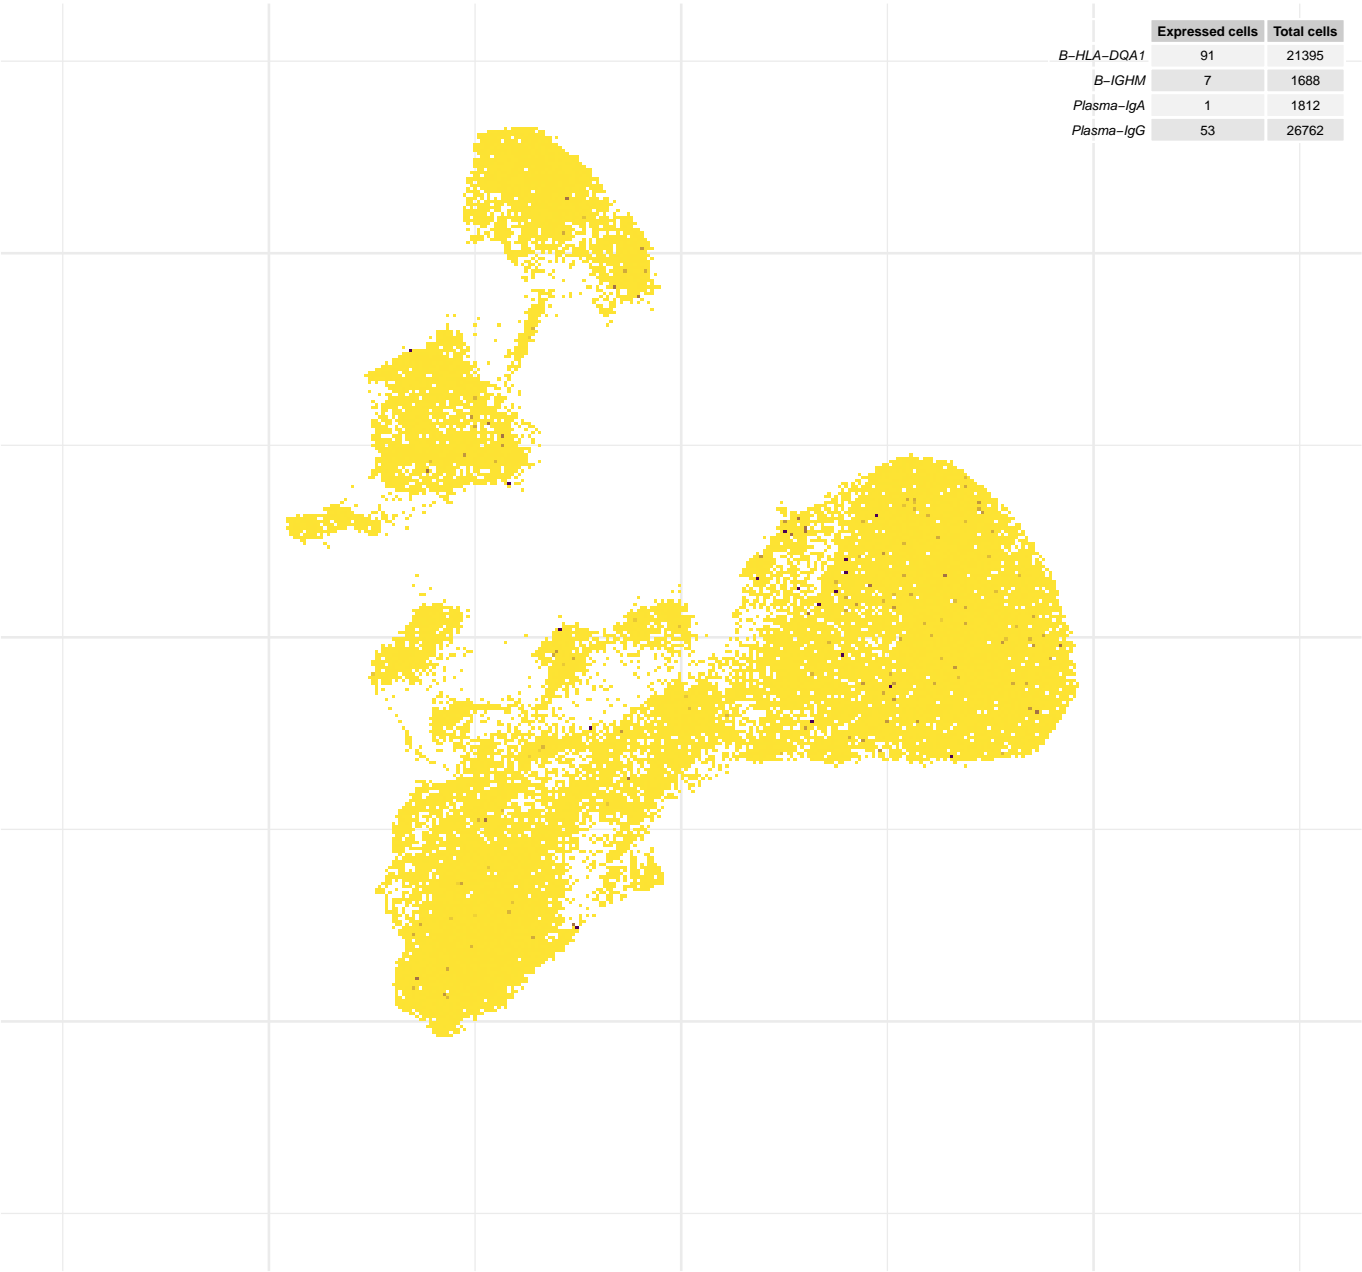 Expressed cells Total cells
B−HLA−DQA1 91 21395
B−IGHM 7 1688
Plasma−IgA 1 1812
Plasma−IgG 53 26762